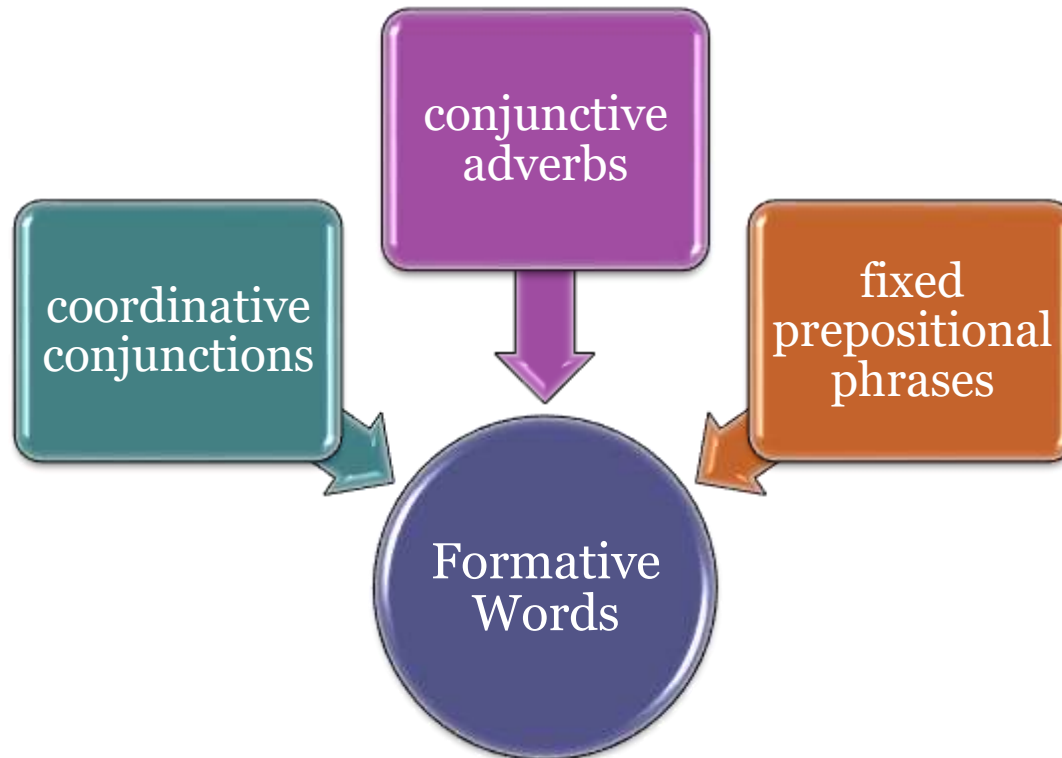 conjunctive
adverbs
coordinative
conjunctions
fixed
prepositional
phrases
Formative
Words